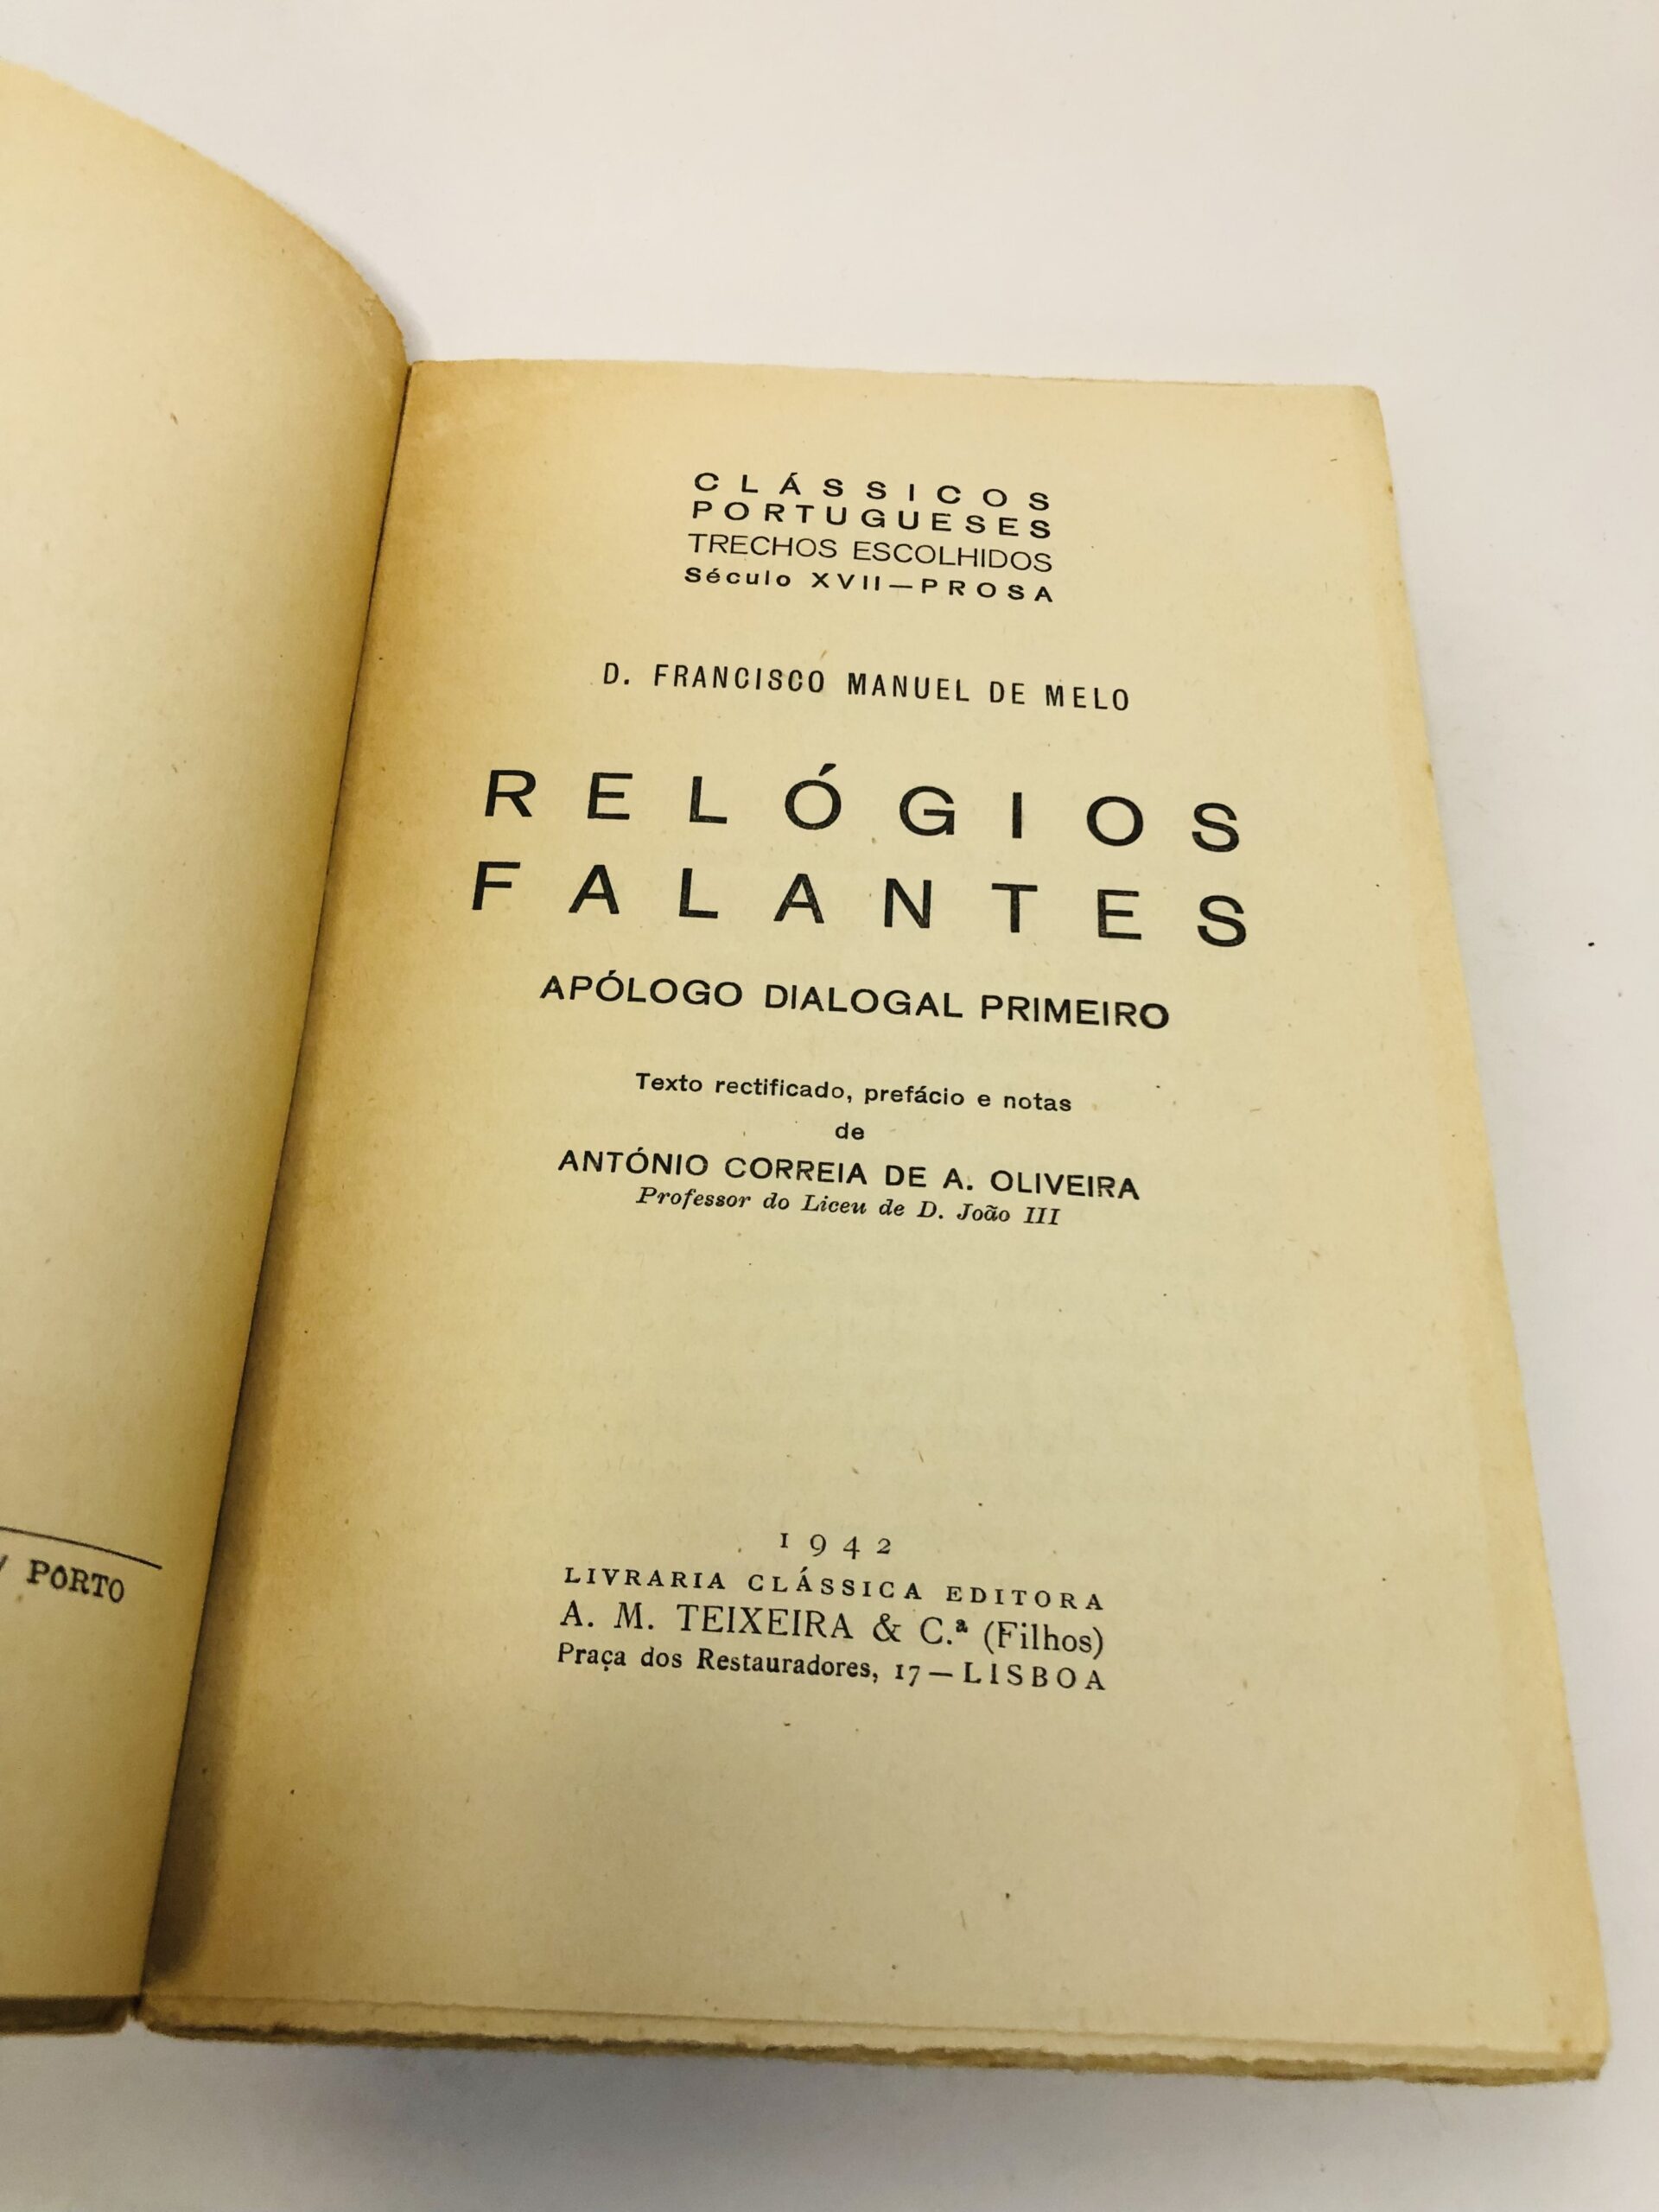 CLÁSSICOS
PORTUGUESES
TRECHOS ESCOLHIDOS
Século XVII — PROSA
D. FRANCISCO MANUEL DE MELO
RELÓGIOS
FALANTES
APÓLOGO DIALOGAL PRIMEIRO
Texto rectificado, prefácio e notas
de
ANTÓNIO CORREIA DE A. OLIVEIRA
Professor do Liceu de D. João III
1942
LIVRARIA CLÁSSICA EDITORA
A. M. TEIXEIRA & C.ª (Filhos)
Praça dos Restauradores, 17 — LISBOA
/ PORTO